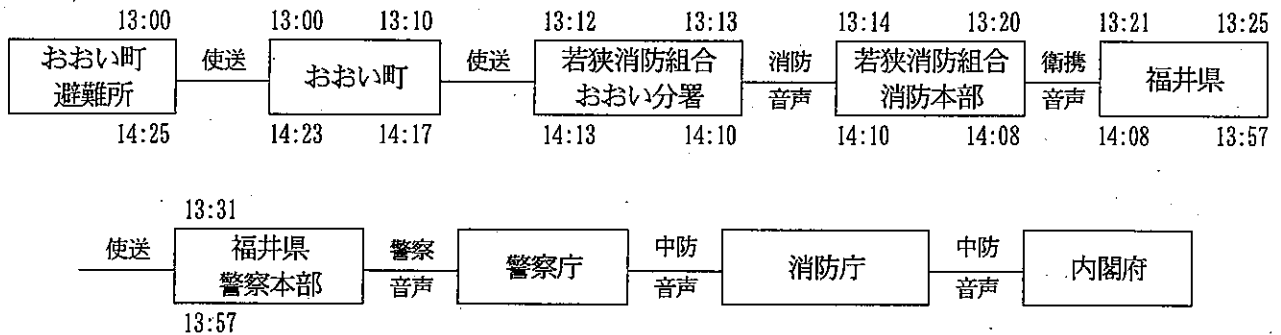 13:00 13:00 13:10 13:12 13:13 13:14 13:20 13:21 13:25
おおい町
避難所
使送
おおい町
使送
若狭消防組合
おおい分署
消防
音声
若狭消防組合
消防本部
衛携
音声
福井県
14:25 14:23 14:17 14:13 14:10 14:10 14:08 14:08 13:57
13:31
使送
福井県
警察本部
警察
音声
警察庁
中防
音声
消防庁
中防
音声
内閣府
13:57